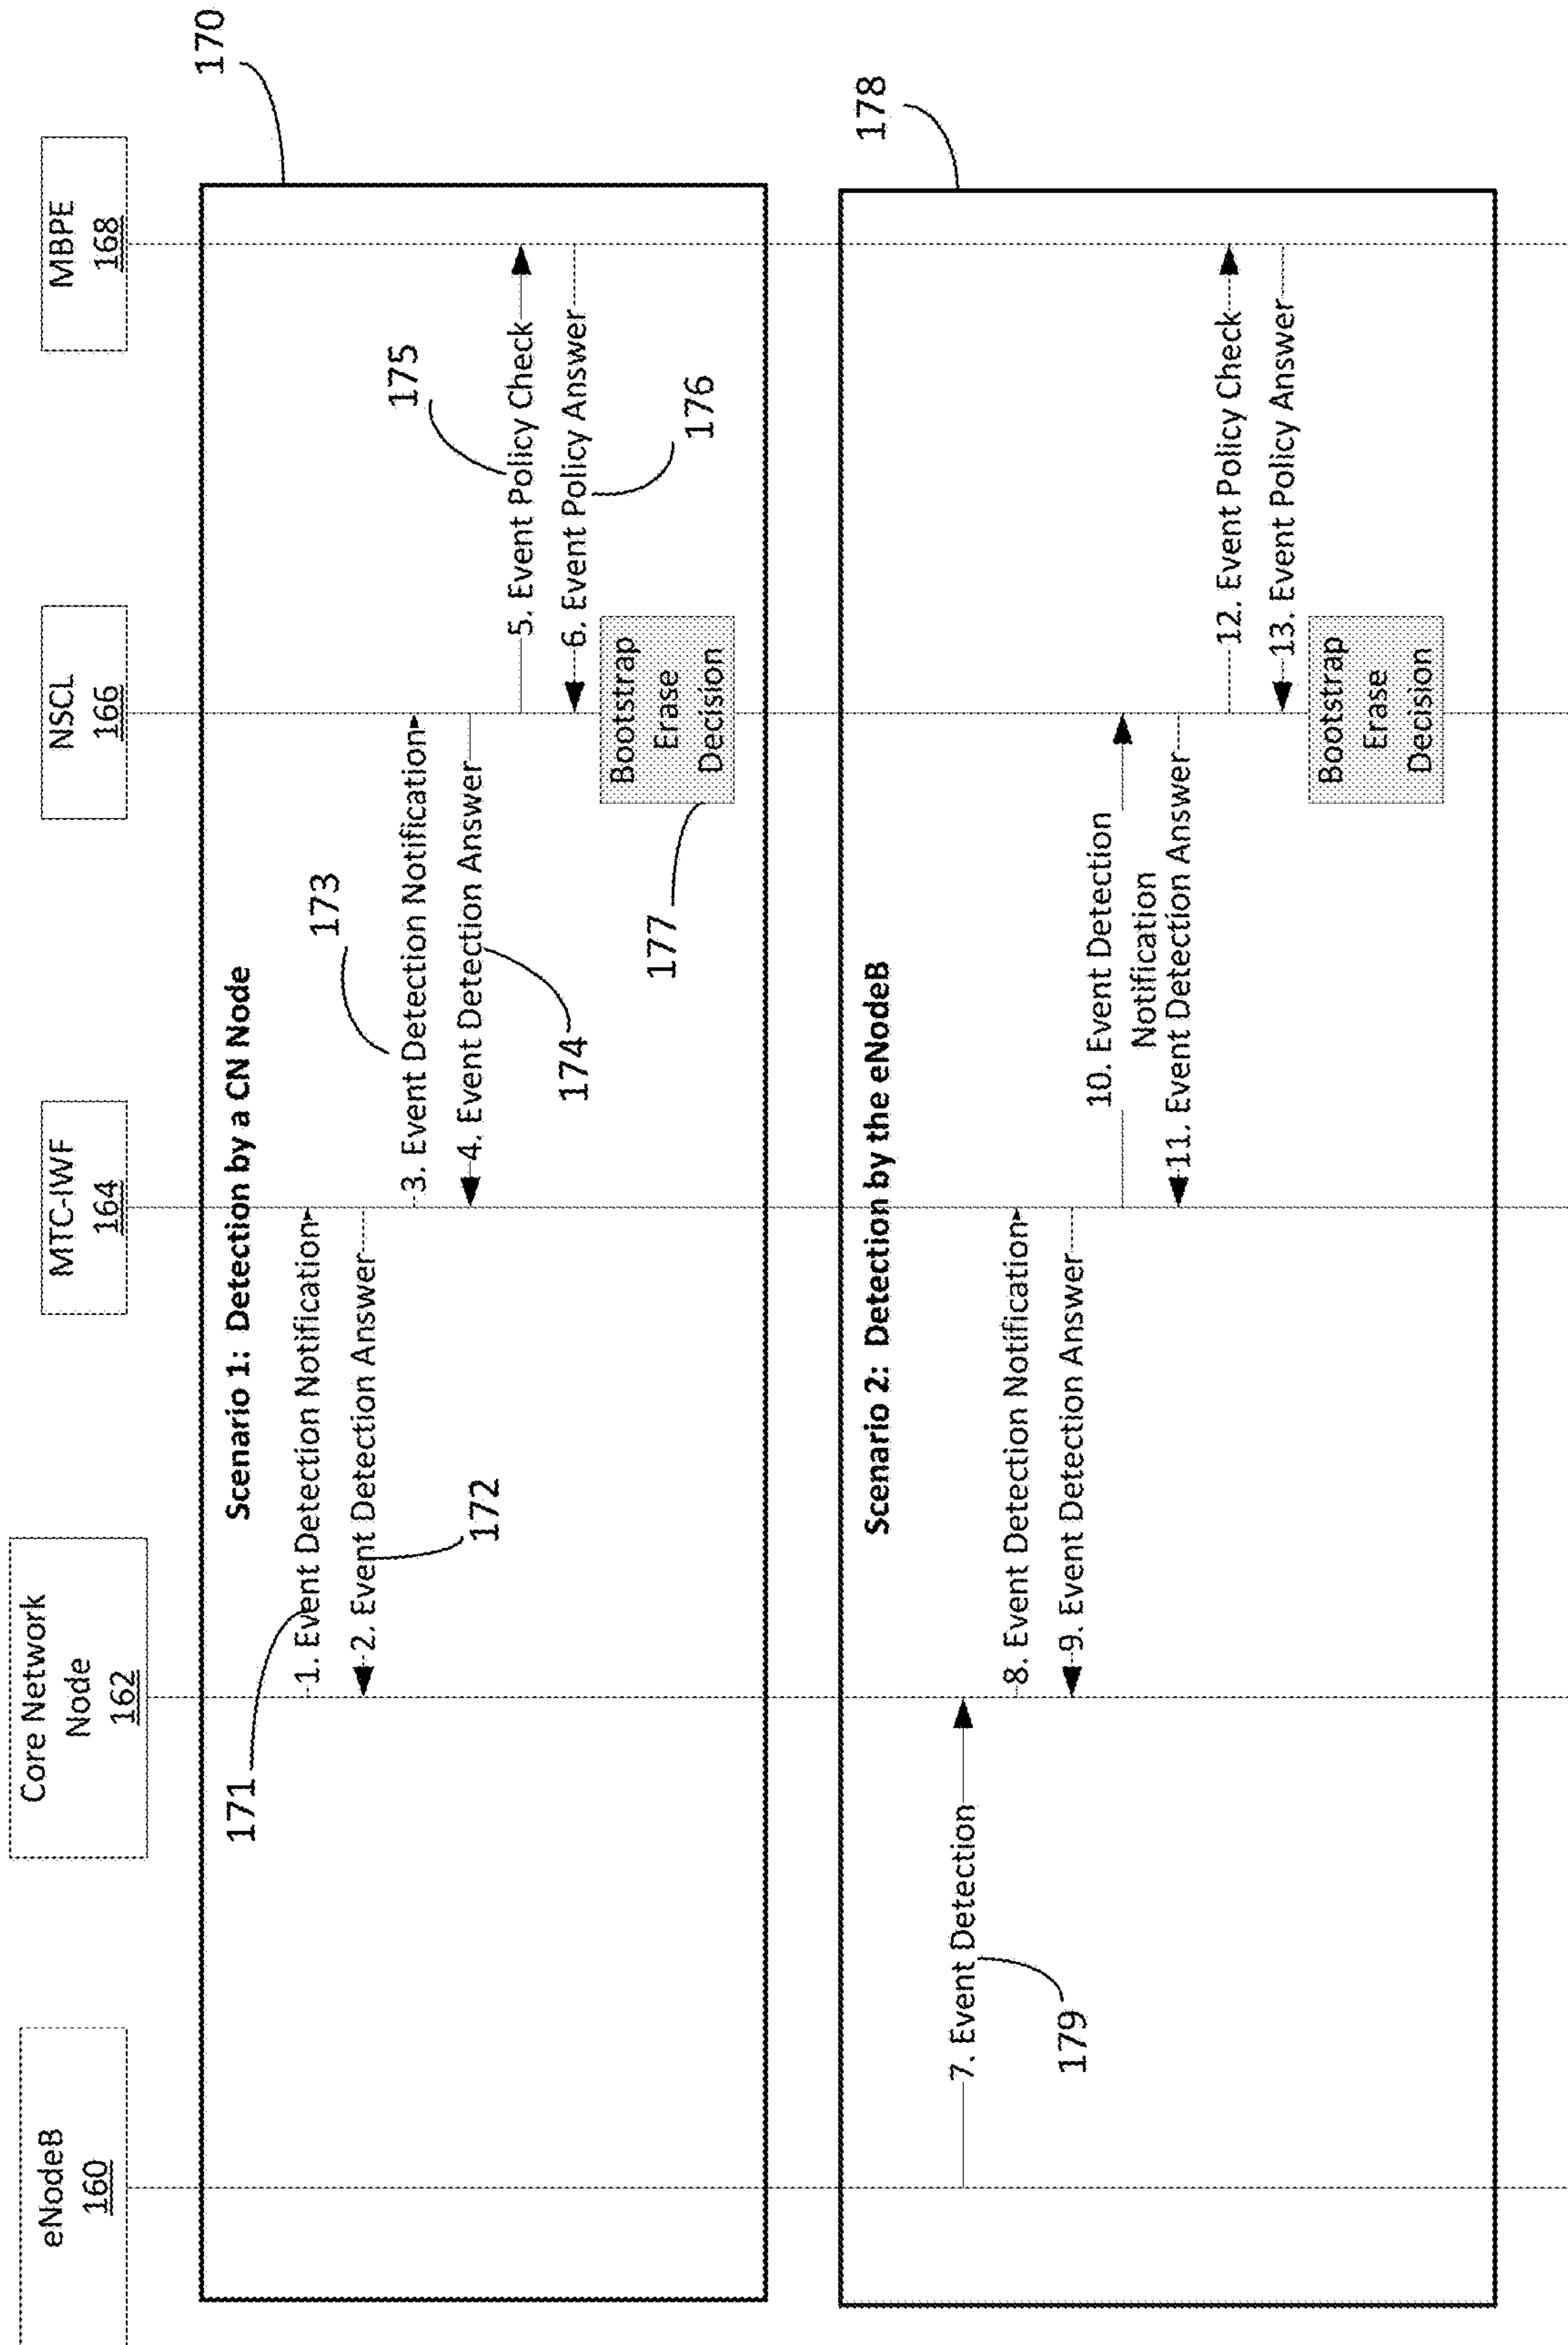 eNodeB
160
Core Network
Node
162
MTC-IWF
164
NSCL
166
MBPE
168
170
Scenario 1: Detection by a CN Node
171
1. Event Detection Notification
2. Event Detection Answer
172
173
3. Event Detection Notification
4. Event Detection Answer
174
175
5. Event Policy Check
6. Event Policy Answer
176
Bootstrap
Erase
Decision
177
178
Scenario 2: Detection by the eNodeB
7. Event Detection
179
8. Event Detection Notification
9. Event Detection Answer
10. Event Detection
Notification
11. Event Detection Answer
12. Event Policy Check
13. Event Policy Answer
Bootstrap
Erase
Decision